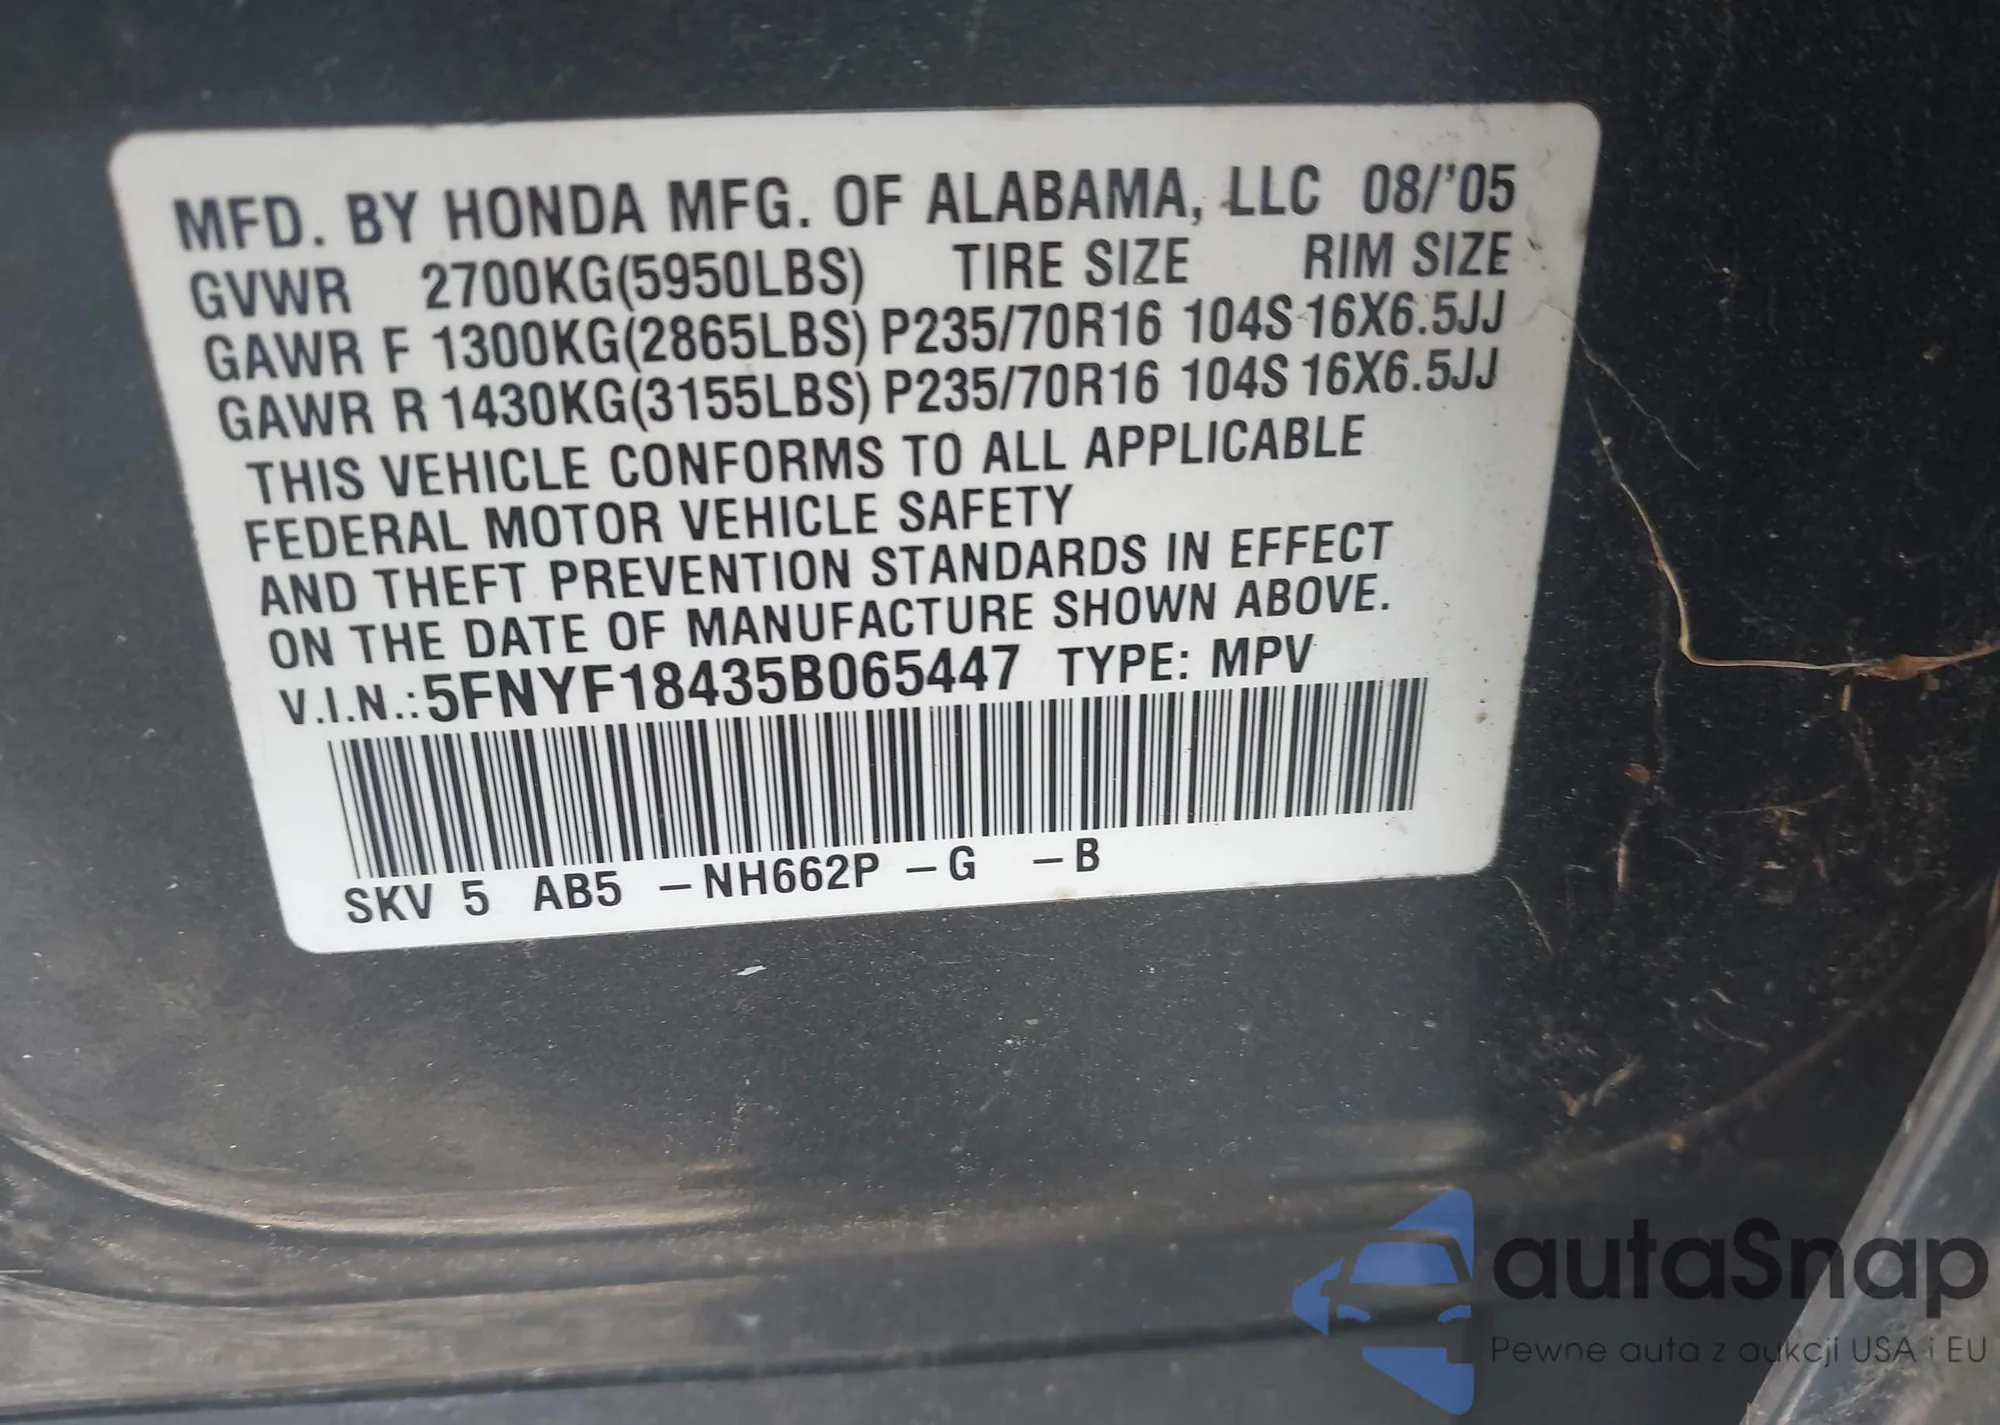 MFD. BY HONDA MFG. OF ALABAMA, LLC 08/'05
GVWR 2700KG(5950LBS) TIRE SIZE RIM SIZE
GAWR F 1300KG(2865LBS) P235/70R16 104S 16X6.5JJ
GAWR R 1430KG(3155LBS) P235/70R16 104S 16X6.5JJ
THIS VEHICLE CONFORMS TO ALL APPLICABLE
FEDERAL MOTOR VEHICLE SAFETY
AND THEFT PREVENTION STANDARDS IN EFFECT
ON THE DATE OF MANUFACTURE SHOWN ABOVE.
V.I.N.: 5FNYF18435B065447 TYPE: MPV
SKV 5 AB5 -NH662P -G -B
autaSnap
Pewne auta z aukcji USA i EU